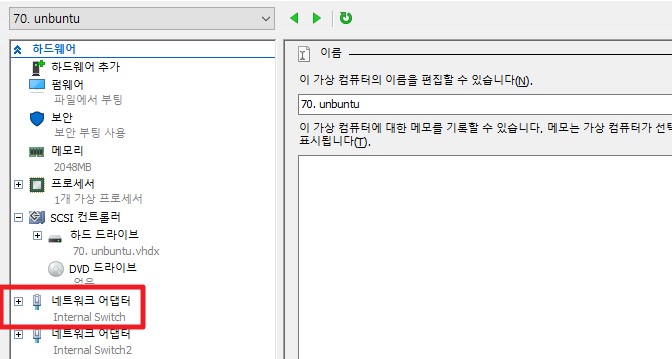 70. unbuntu
하드웨어
하드웨어 추가
펌웨어
파일에서 부팅
보안
보안 부팅 사용
메모리
2048MB
프로세서
1개 가상 프로세서
SCSI 컨트롤러
하드 드라이브
70. unbuntu.vhdx
DVD 드라이브
없음
네트워크 어댑터
Internal Switch
네트워크 어댑터
Internal Switch2
이름
이 가상 컴퓨터의 이름을 편집할 수 있습니다(N).
70. unbuntu
이 가상 컴퓨터에 대한 메모를 기록할 수 있습니다. 메모는 가상 컴퓨터가 선택
표시됩니다(T).